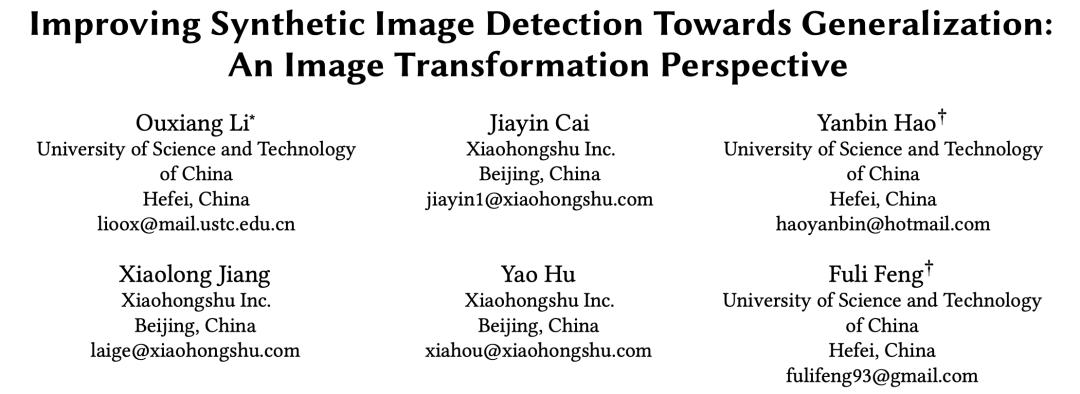 Improving Synthetic Image Detection Towards Generalization:
An Image Transformation Perspective
Ouxiang Li*
University of Science and Technology
of China
Hefei, China
lioox@mail.ustc.edu.cn
Jiayin Cai
Xiaohongshu Inc.
Beijing, China
jiayin1@xiaohongshu.com
Yanbin Hao†
University of Science and Technology
of China
Hefei, China
haoyanbin@hotmail.com
Xiaolong Jiang
Xiaohongshu Inc.
Beijing, China
laige@xiaohongshu.com
Yao Hu
Xiaohongshu Inc.
Beijing, China
xiahou@xiaohongshu.com
Fuli Feng†
University of Science and Technology
of China
Hefei, China
fulifeng93@gmail.com